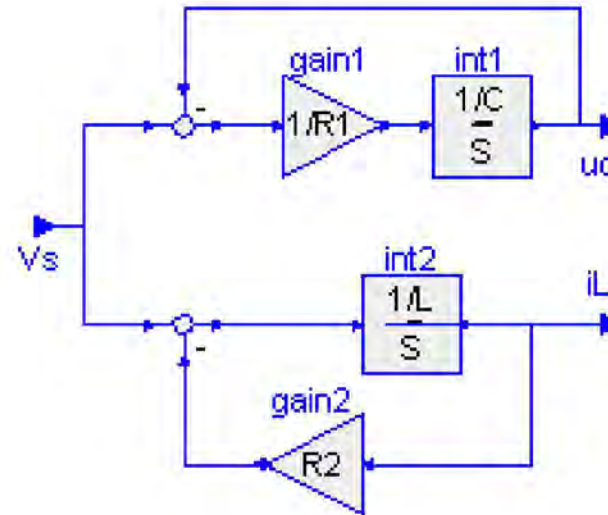 gain1
int1
-
1/R1
1/C
S
uc
Vs
int2
iL
1/L
S
-
gain2
R2